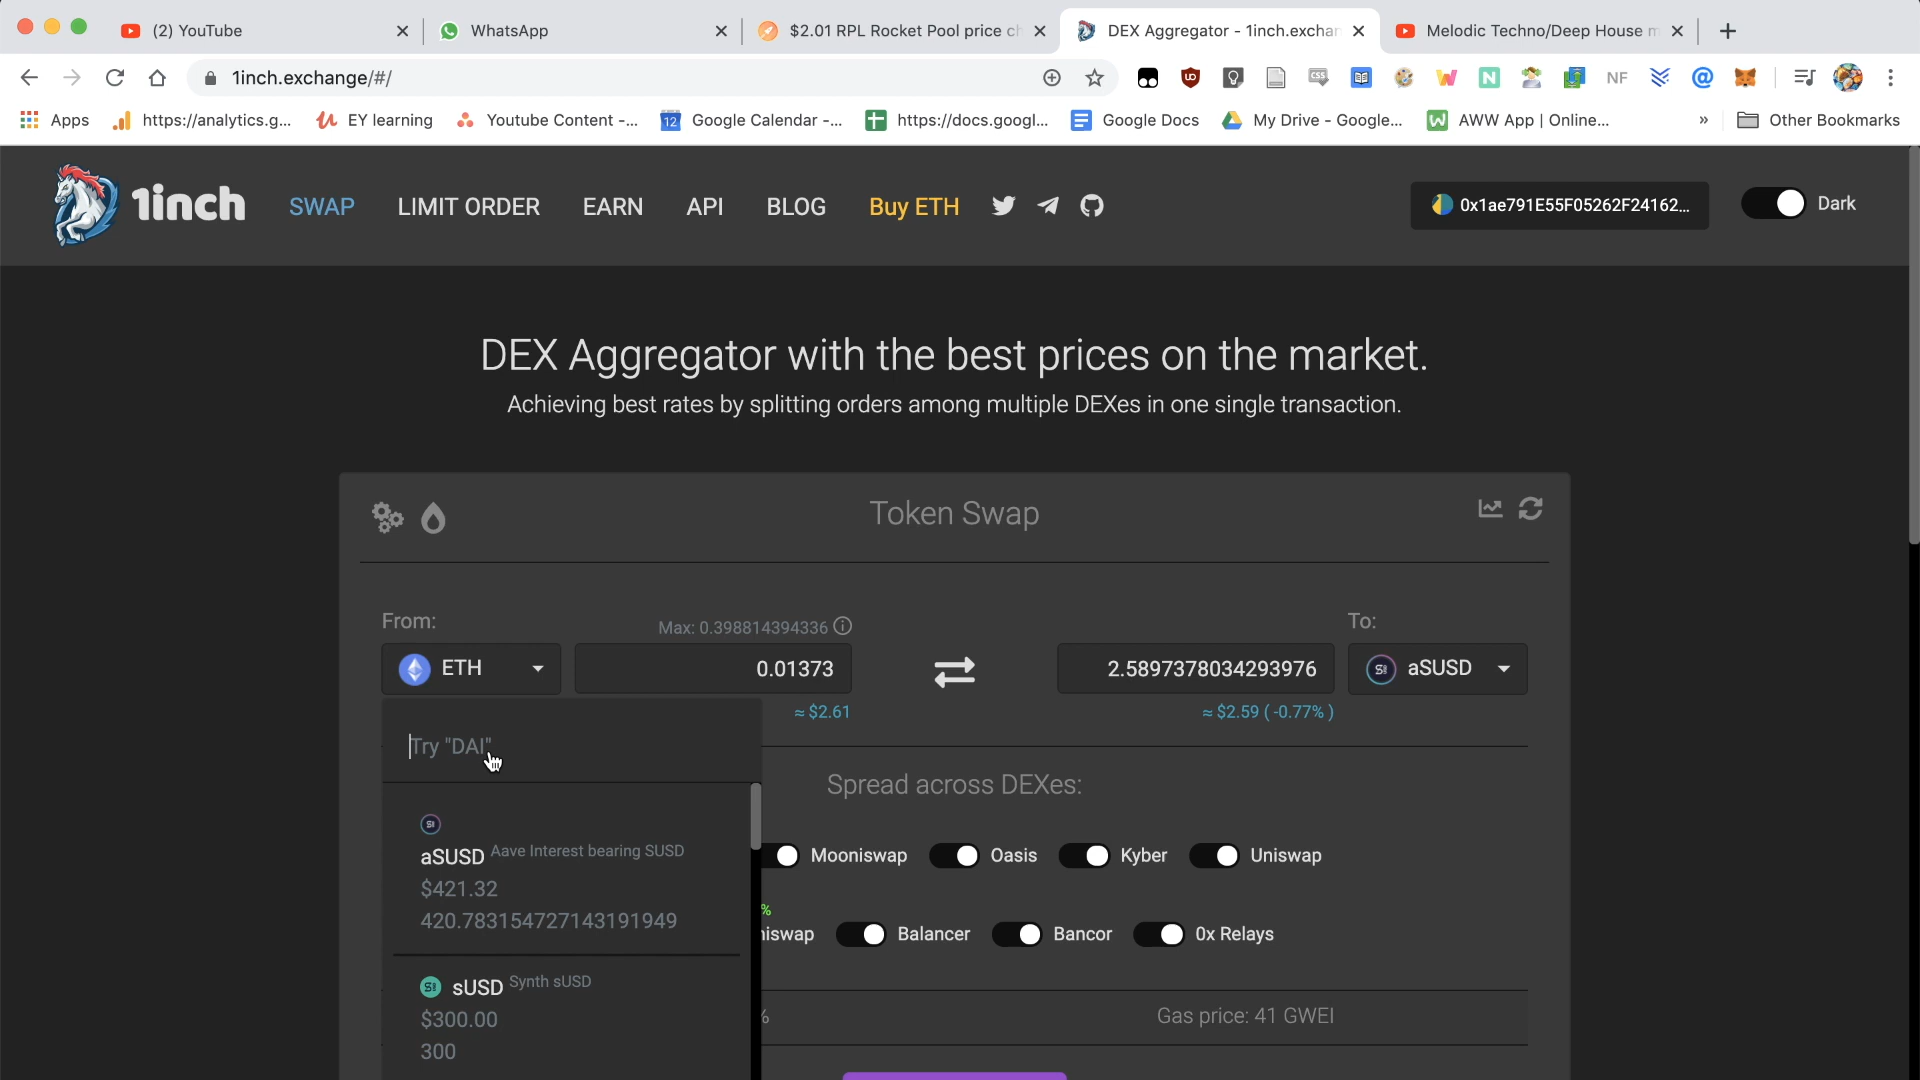 (2) YouTube
WhatsApp
$2.01 RPL Rocket Pool price ch
DEX Aggregator - 1inch.exchan
Melodic Techno/Deep House m
1inch.exchange/#/
NF
Apps
https://analytics.g...
EY learning
Youtube Content -...
12
Google Calendar -...
https://docs.googl...
Google Docs
My Drive - Google...
AWW App | Online...
»
Other Bookmarks
1inch
SWAP
LIMIT ORDER
EARN
API
BLOG
Buy ETH
0x1ae791E55F05262F24162...
Dark
DEX Aggregator with the best prices on the market.
Achieving best rates by splitting orders among multiple DEXes in one single transaction.
Token Swap
From:
Max: 0.398814394336
To:
ETH
0.01373
2.5897378034293976
aSUSD
≈ $2.61
≈ $2.59 ( -0.77% )
Try "DAI"
Spread across DEXes:
aSUSD Aave Interest bearing SUSD
$421.32
420.783154727143191949
Mooniswap
Oasis
Kyber
Uniswap
%
niswap
Balancer
Bancor
0x Relays
sUSD Synth sUSD
$300.00
300
%
Gas price: 41 GWEI